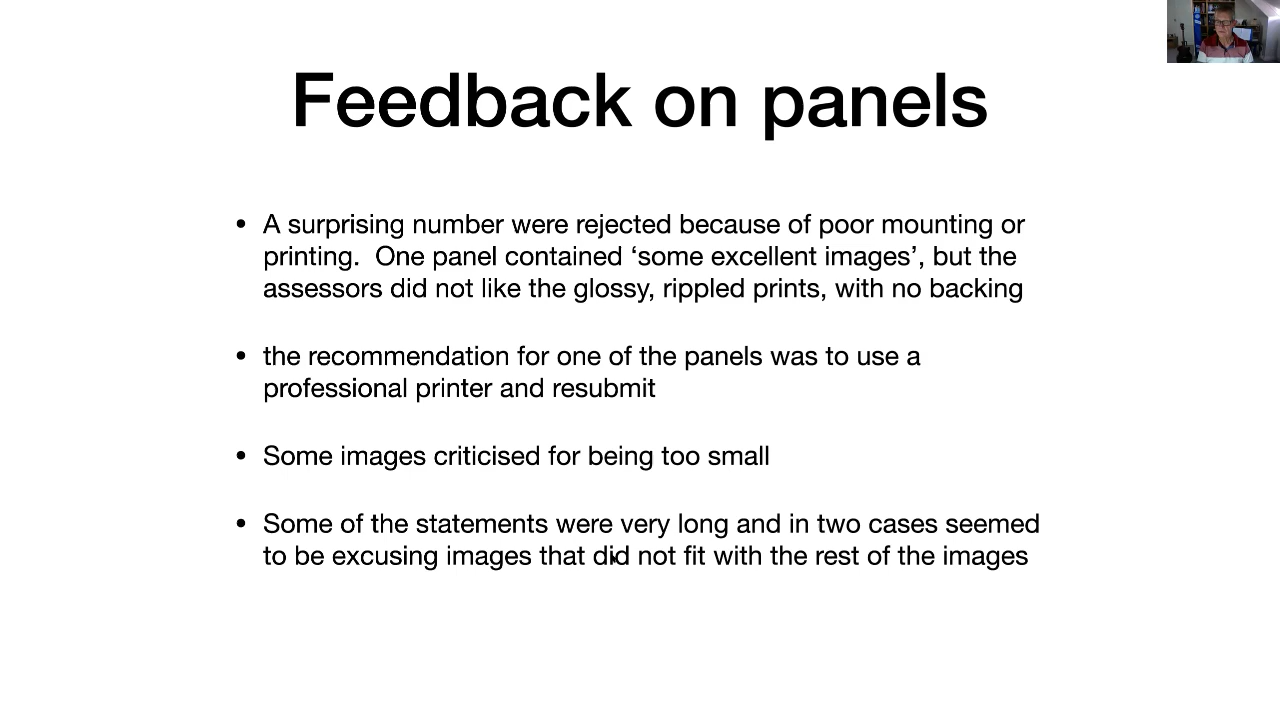 Feedback on panels
• A surprising number were rejected because of poor mounting or
printing.  One panel contained ‘some excellent images’, but the
assessors did not like the glossy, rippled prints, with no backing
• the recommendation for one of the panels was to use a
professional printer and resubmit
• Some images criticised for being too small
• Some of the statements were very long and in two cases seemed
to be excusing images that did not fit with the rest of the images